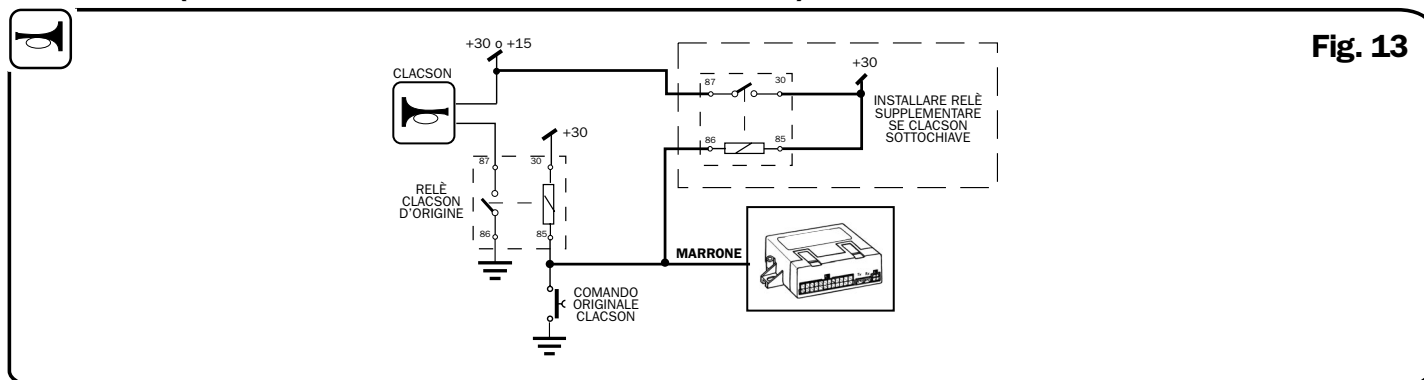 Fig. 13
+30 o +15
CLACSON
+30
87
30
INSTALLARE RELÈ
SUPPLEMENTARE
SE CLACSON
SOTTOCHIAVE
86
85
+30
87
30
RELÈ
CLACSON
D'ORIGINE
86
85
MARRONE
COMANDO
ORIGINALE
CLACSON